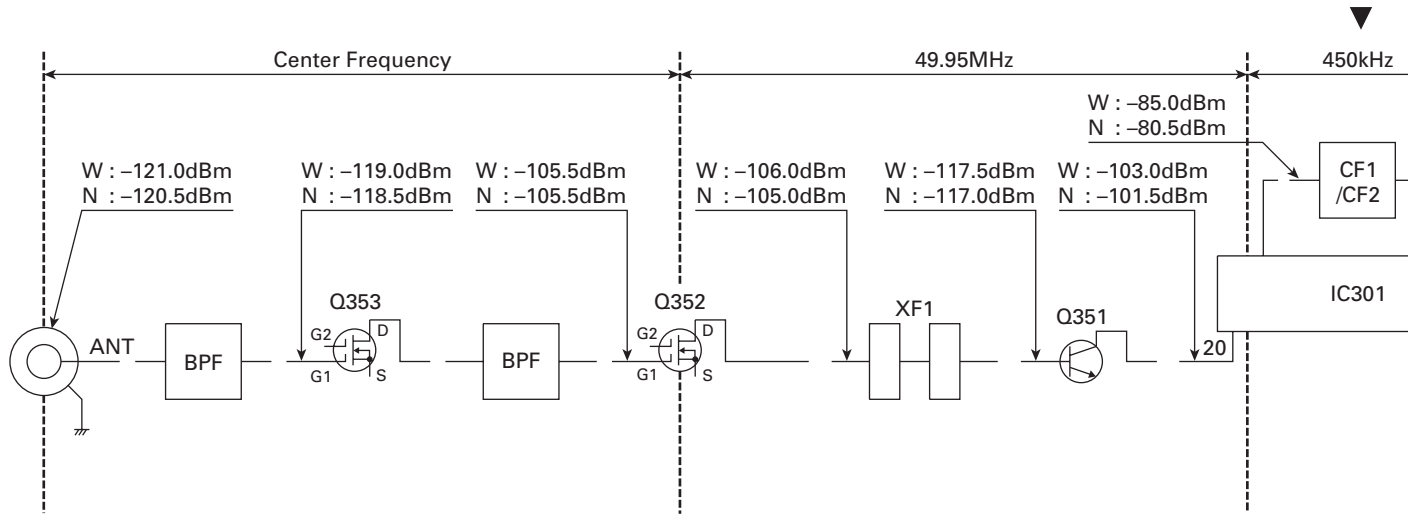 Center Frequency
49.95MHz
450kHz
W : –85.0dBm
N : –80.5dBm
W : –121.0dBm
N : –120.5dBm
W : –119.0dBm
N : –118.5dBm
W : –105.5dBm
N : –105.5dBm
W : –106.0dBm
N : –105.0dBm
W : –117.5dBm
N : –117.0dBm
W : –103.0dBm
N : –101.5dBm
CF1
/CF2
IC301
ANT
BPF
Q353
G2
D
G1
S
BPF
Q352
G2
D
G1
S
XF1
Q351
20